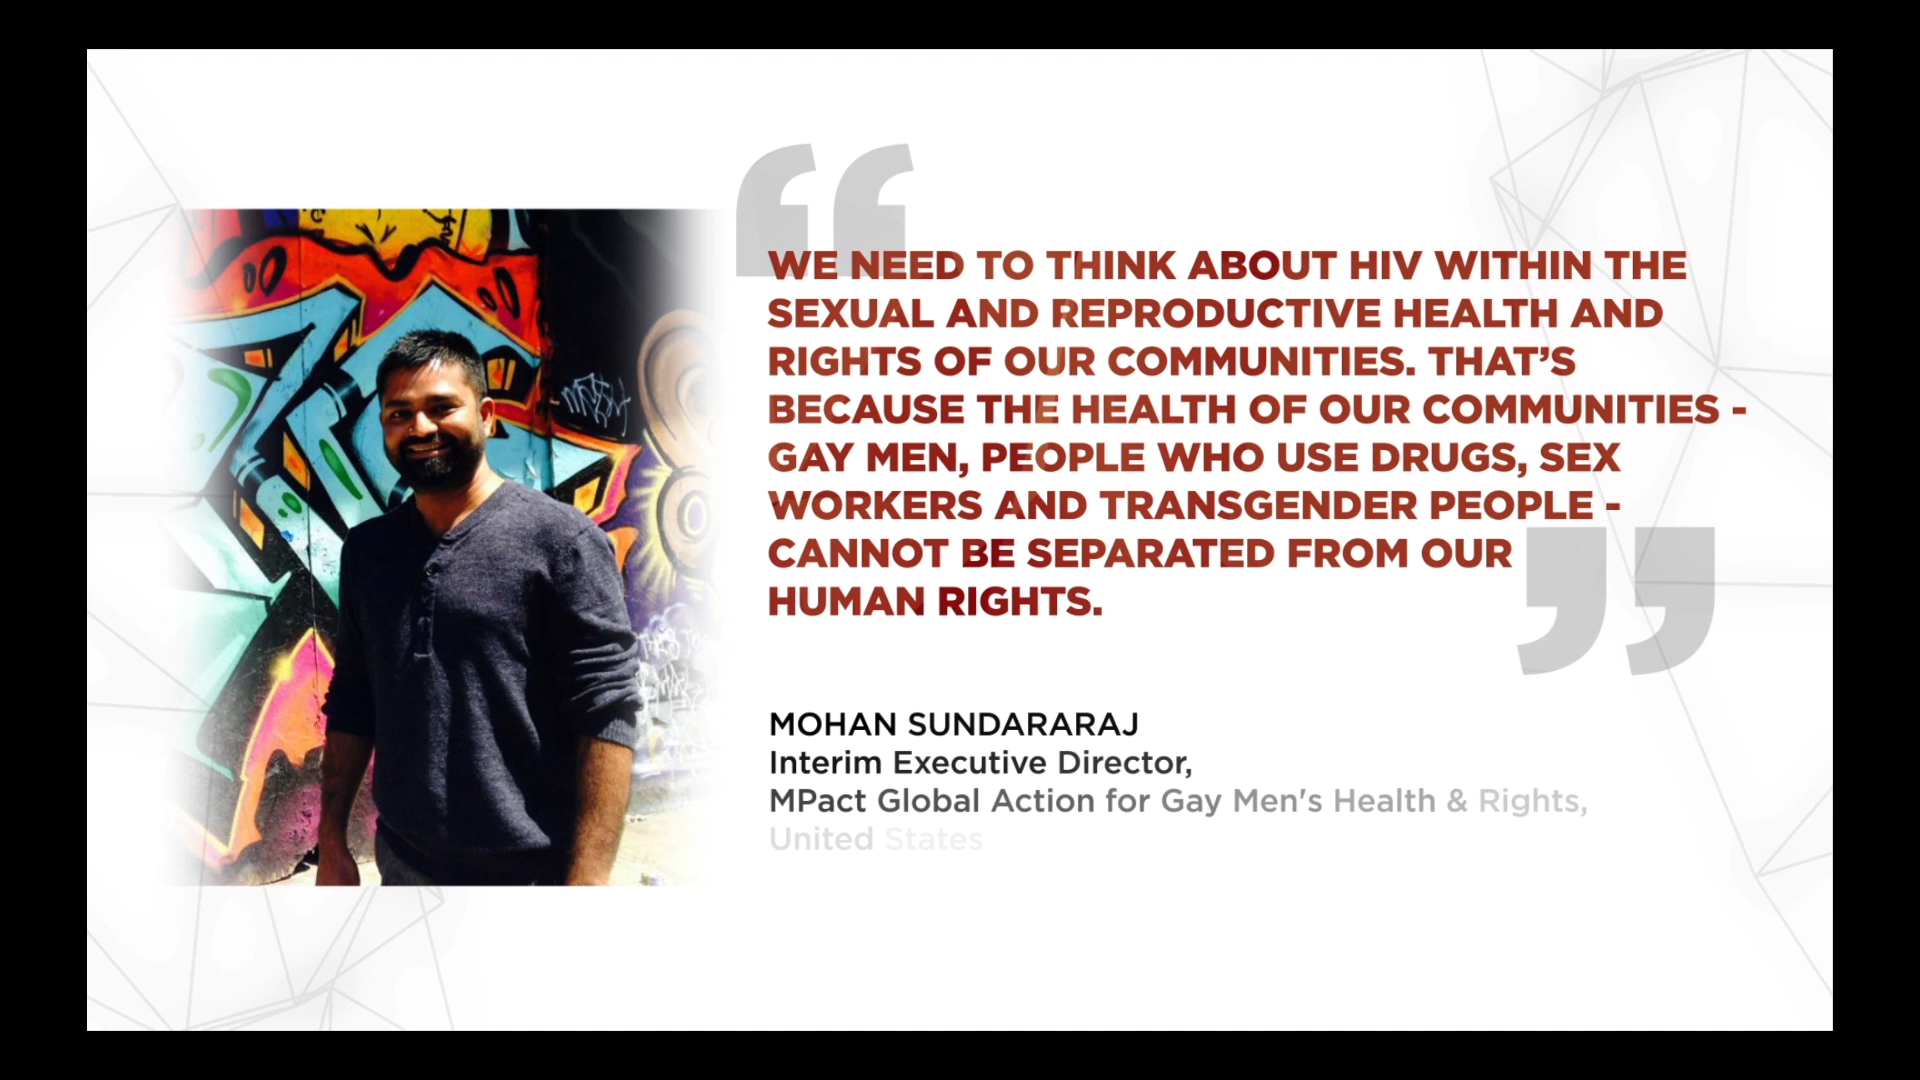 WE NEED TO THINK ABOUT HIV WITHIN THE
SEXUAL AND REPRODUCTIVE HEALTH AND
RIGHTS OF OUR COMMUNITIES. THAT’S
BECAUSE THE HEALTH OF OUR COMMUNITIES -
GAY MEN, PEOPLE WHO USE DRUGS, SEX
WORKERS AND TRANSGENDER PEOPLE -
CANNOT BE SEPARATED FROM OUR
HUMAN RIGHTS.
MOHAN SUNDARARAJ
Interim Executive Director,
MPact Global Action for Gay Men's Health & Rights,
United States